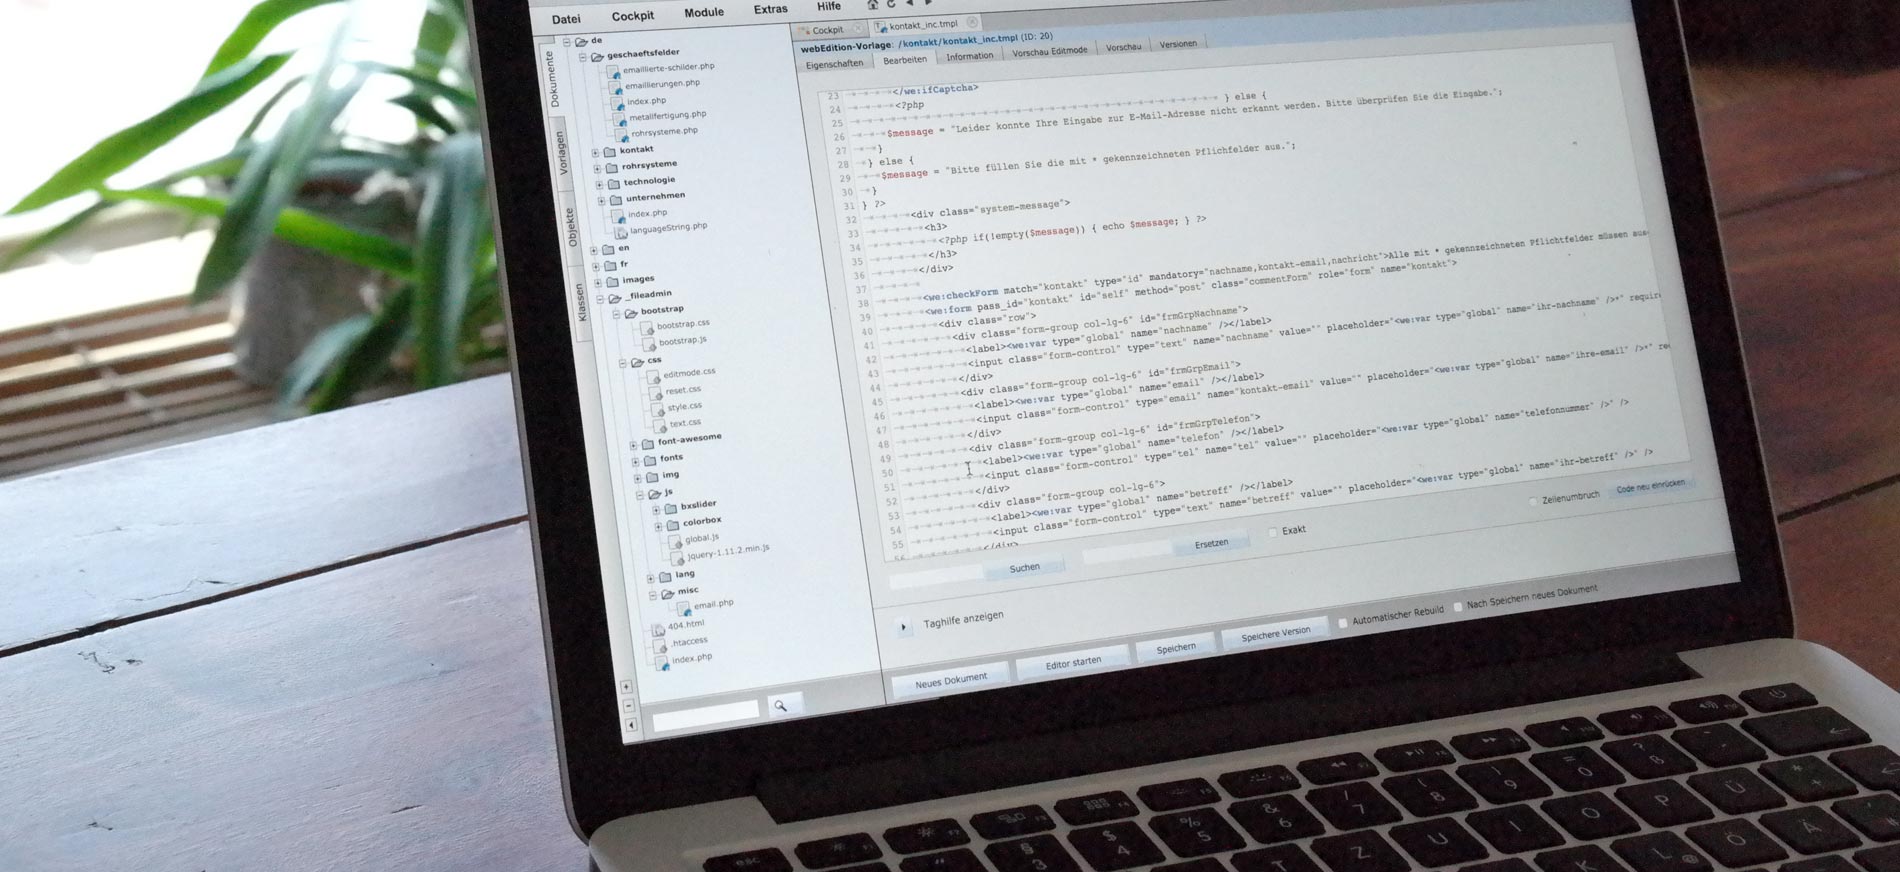 Datei Cockpit Module Extras Hilfe
Dokumente
Vorlagen
Objekte
Klassen
de
geschaeftsfelder
emaillierte-schilder.php
emaillierungen.php
index.php
metallfertigung.php
rohrsysteme.php
kontakt
rohrsysteme
technologie
unternehmen
index.php
languageString.php
en
fr
images
_fileadmin
bootstrap
bootstrap.css
bootstrap.js
css
editmode.css
reset.css
style.css
text.css
font-awesome
fonts
img
js
bxslider
colorbox
global.js
jquery-1.11.2.min.js
lang
misc
email.php
404.html
.htaccess
index.php
Cockpit kontakt_inc.tmpl
webEdition-Vorlage: /kontakt/kontakt_inc.tmpl (ID: 20)
Eigenschaften Bearbeiten Information Vorschau Editmode Vorschau Versionen
23 </we:ifCaptcha>
24 <?php
25 } else {
26 $message = "Leider konnte Ihre Eingabe zur E-Mail-Adresse nicht erkannt werden. Bitte überprüfen Sie die Eingabe.";
27 }
28 } else {
29 $message = "Bitte füllen Sie die mit * gekennzeichneten Pflichfelder aus.";
30 }
31 } ?>
32 <div class="system-message">
33 <h3>
34 <?php if(!empty($message)) { echo $message; } ?>
35 </h3>
36 </div>
37
38 <we:checkForm match="kontakt" type="id" mandatory="nachname,kontakt-email,nachricht">Alle mit * gekennzeichneten Pflichtfelder müssen aus
39 <we:form pass_id="kontakt" id="self" method="post" class="commentForm" role="form" name="kontakt">
40 <div class="row">
41 <div class="form-group col-lg-6" id="frmGrpNachname">
42 <label><we:var type="global" name="nachname" /></label>
43 <input class="form-control" type="text" name="nachname" value="" placeholder="<we:var type="global" name="ihr-nachname" />*" requir
44 </div>
45 <div class="form-group col-lg-6" id="frmGrpEmail">
46 <label><we:var type="global" name="email" /></label>
47 <input class="form-control" type="email" name="kontakt-email" value="" placeholder="<we:var type="global" name="ihre-email" />*" re
48 </div>
49 <div class="form-group col-lg-6" id="frmGrpTelefon">
50 <label><we:var type="global" name="telefon" /></label>
51 <input class="form-control" type="tel" name="tel" value="" placeholder="<we:var type="global" name="telefonnummer" />" />
52 </div>
53 <div class="form-group col-lg-6">
54 <label><we:var type="global" name="betreff" /></label>
55 <input class="form-control" type="text" name="betreff" value="" placeholder="<we:var type="global" name="ihr-betreff" />" />
</div>
Zeilenumbruch Code neu einrücken
Suchen Ersetzen Exakt
Taghilfe anzeigen
Neues Dokument Editor starten Speichern Speichere Version Automatischer Rebuild Nach Speichern neues Dokument
esc
§ 3 $ 4 % 5 & 6 / 7 ( 8 ) 9 = 0 ? ß
T Z U I O P Ü * +
K L Ö Ä